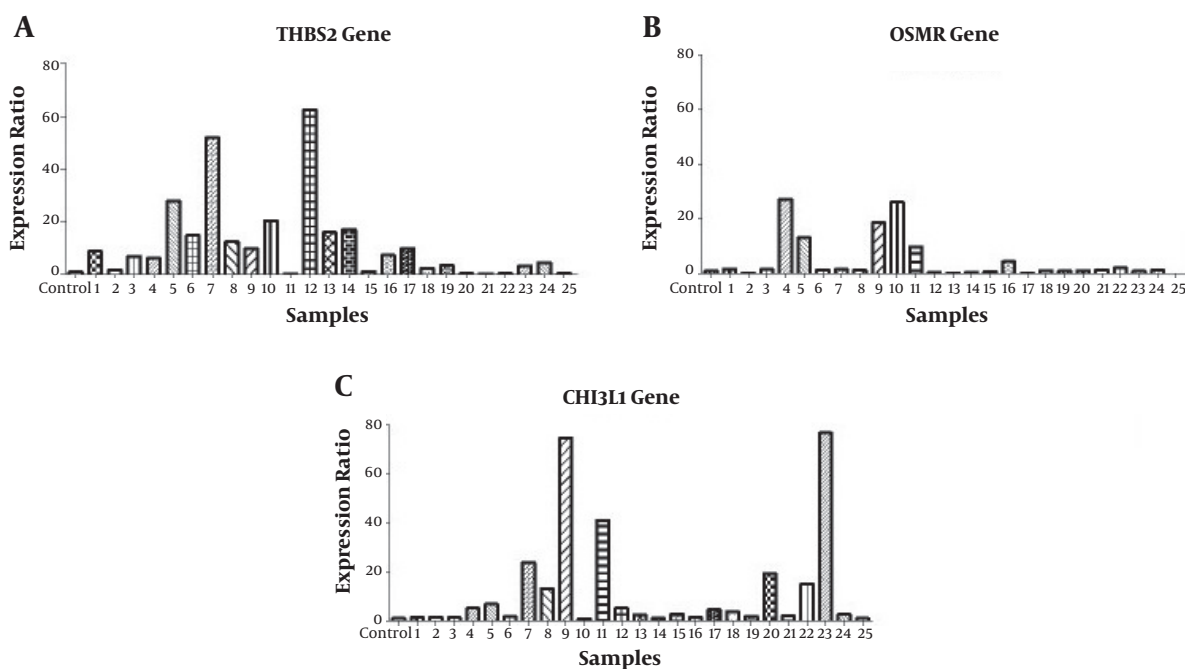 A
THBS2 Gene
Expression Ratio
80
60
40
20
0
Control 1 2 3 4 5 6 7 8 9 10 11 12 13 14 15 16 17 18 19 20 21 22 23 24 25
Samples
B
OSMR Gene
Expression Ratio
80
60
40
20
0
Control 1 2 3 4 5 6 7 8 9 10 11 12 13 14 15 16 17 18 19 20 21 22 23 24 25
Samples
C
CHI3L1 Gene
Expression Ratio
80
60
40
20
0
Control 1 2 3 4 5 6 7 8 9 10 11 12 13 14 15 16 17 18 19 20 21 22 23 24 25
Samples